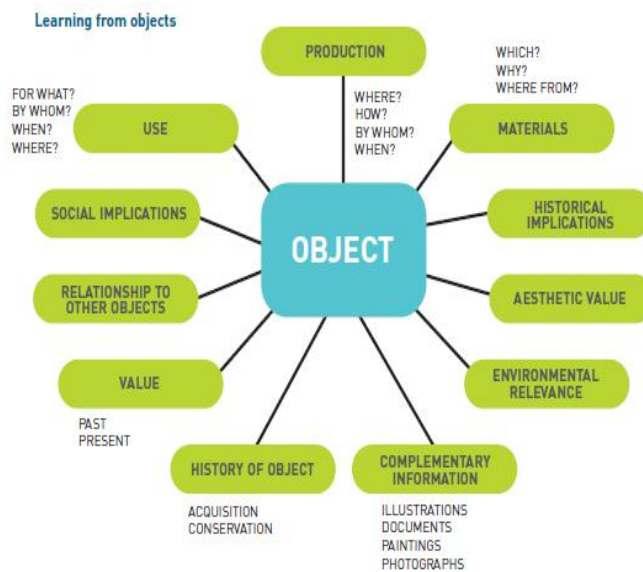 Learning from objects
PRODUCTION
WHERE?
HOW?
BY WHOM?
WHEN?
WHICH?
WHY?
WHERE FROM?
MATERIALS
FOR WHAT?
BY WHOM?
WHEN?
WHERE?
USE
SOCIAL IMPLICATIONS
HISTORICAL
IMPLICATIONS
OBJECT
RELATIONSHIP TO
OTHER OBJECTS
AESTHETIC VALUE
VALUE
PAST
PRESENT
ENVIRONMENTAL
RELEVANCE
HISTORY OF OBJECT
ACQUISITION
CONSERVATION
COMPLEMENTARY
INFORMATION
ILLUSTRATIONS
DOCUMENTS
PAINTINGS
PHOTOGRAPHS